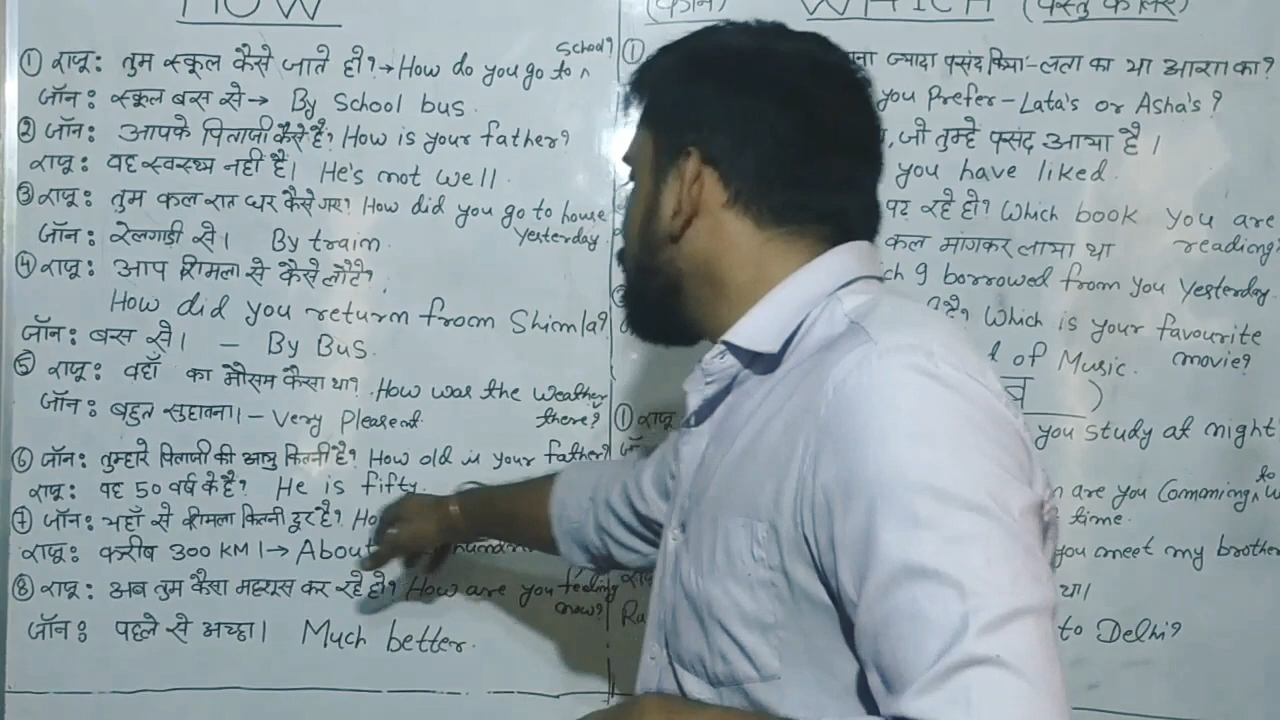 HOW
① राजू: तुम स्कूल कैसे जाते हो? → How do you go to ^ School?
जॉन: स्कूल बस से → By School bus.
② जॉन: आपके पिताजी कैसे है? How is your father?
राजू: वह स्वस्थ्य नही है। He's not well.
③ राजू: तुम कल रात घर कैसे गए? How did you go to house yesterday.
जॉन: रेलगाडी से। By train.
④ राजू: आप शिमला से कैसे लौटे?
How did you return from Shimla?
जॉन: बस से। – By Bus.
⑤ राजू: वहाँ का मौसम कैसा था? How was the weather there?
जॉन: बहुत सुहावना। – Very Pleasent.
⑥ जॉन: तुम्हारे पिताजी की आयु कितनी है? How old is your father?
राजू: वह 50 वर्ष के है? He is fifty.
⑦ जॉन: यहाँ से शीमला कितनी दूर है? Ho
राजू: करीब 300 KM। → About
⑧ राजू: अब तुम कैसा महसूस कर रहे हो? How are you feeling now?
जॉन: पहले से अच्छा। Much better.
(कौन) WHICH (वस्तु के लिए)
① ज्यादा पसंद किया – लता का या आशा का?
you Prefer – Lata's or Asha's?
, जो तुम्हे पसंद आया है।
you have liked.
पढ रहे हो? Which book you are reading?
कल मांगकर लाया था
ch I borrowed from you yesterday.
Which is your favourite movie?
of Music.
)
① राजू
you study at night
are you Comming ^ to
time.
you meet my brother
था।
Ra
to Delhi?